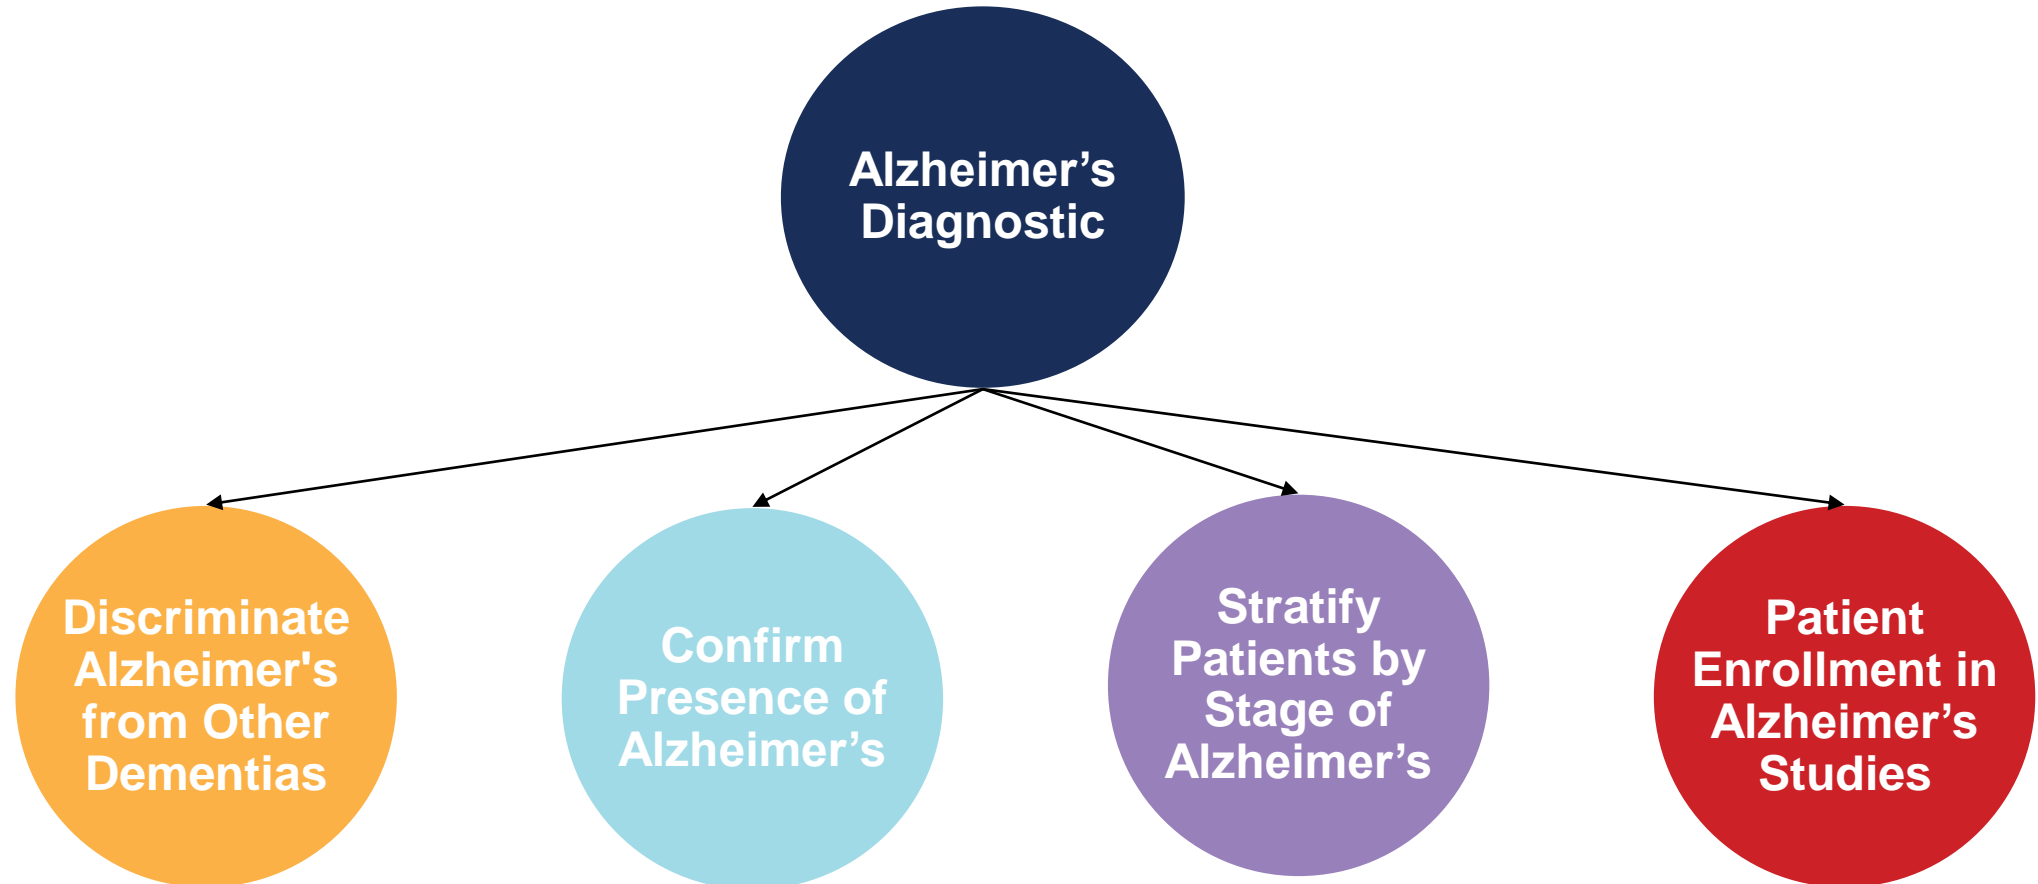 Alzheimer’s
Diagnostic
Discriminate
Alzheimer's
from Other
Dementias
Confirm
Presence of
Alzheimer’s
Stratify
Patients by
Stage of
Alzheimer’s
Patient
Enrollment in
Alzheimer’s
Studies